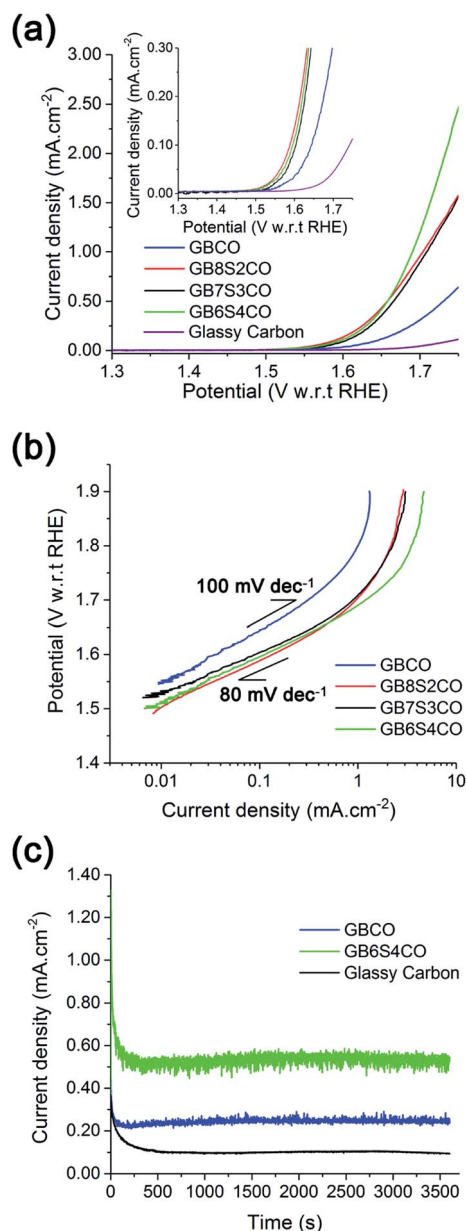 (a)
3.00
2.50
2.00
1.50
1.00
0.50
0.00
Current density (mA.cm⁻²)
0.30
0.20
0.10
0.00
Current density (mA.cm⁻²)
1.3 1.4 1.5 1.6 1.7
Potential (V w.r.t RHE)
GBCO
GB8S2CO
GB7S3CO
GB6S4CO
Glassy Carbon
1.3 1.4 1.5 1.6 1.7
Potential (V w.r.t RHE)
(b)
1.9
1.8
1.7
1.6
1.5
1.4
Potential (V w.r.t RHE)
100 mV dec⁻¹
80 mV dec⁻¹
GBCO
GB8S2CO
GB7S3CO
GB6S4CO
0.01 0.1 1 10
Current density (mA.cm⁻²)
(c)
1.40
1.20
1.00
0.80
0.60
0.40
0.20
0.00
Current density (mA.cm⁻²)
GBCO
GB6S4CO
Glassy Carbon
0 500 1000 1500 2000 2500 3000 3500
Time (s)